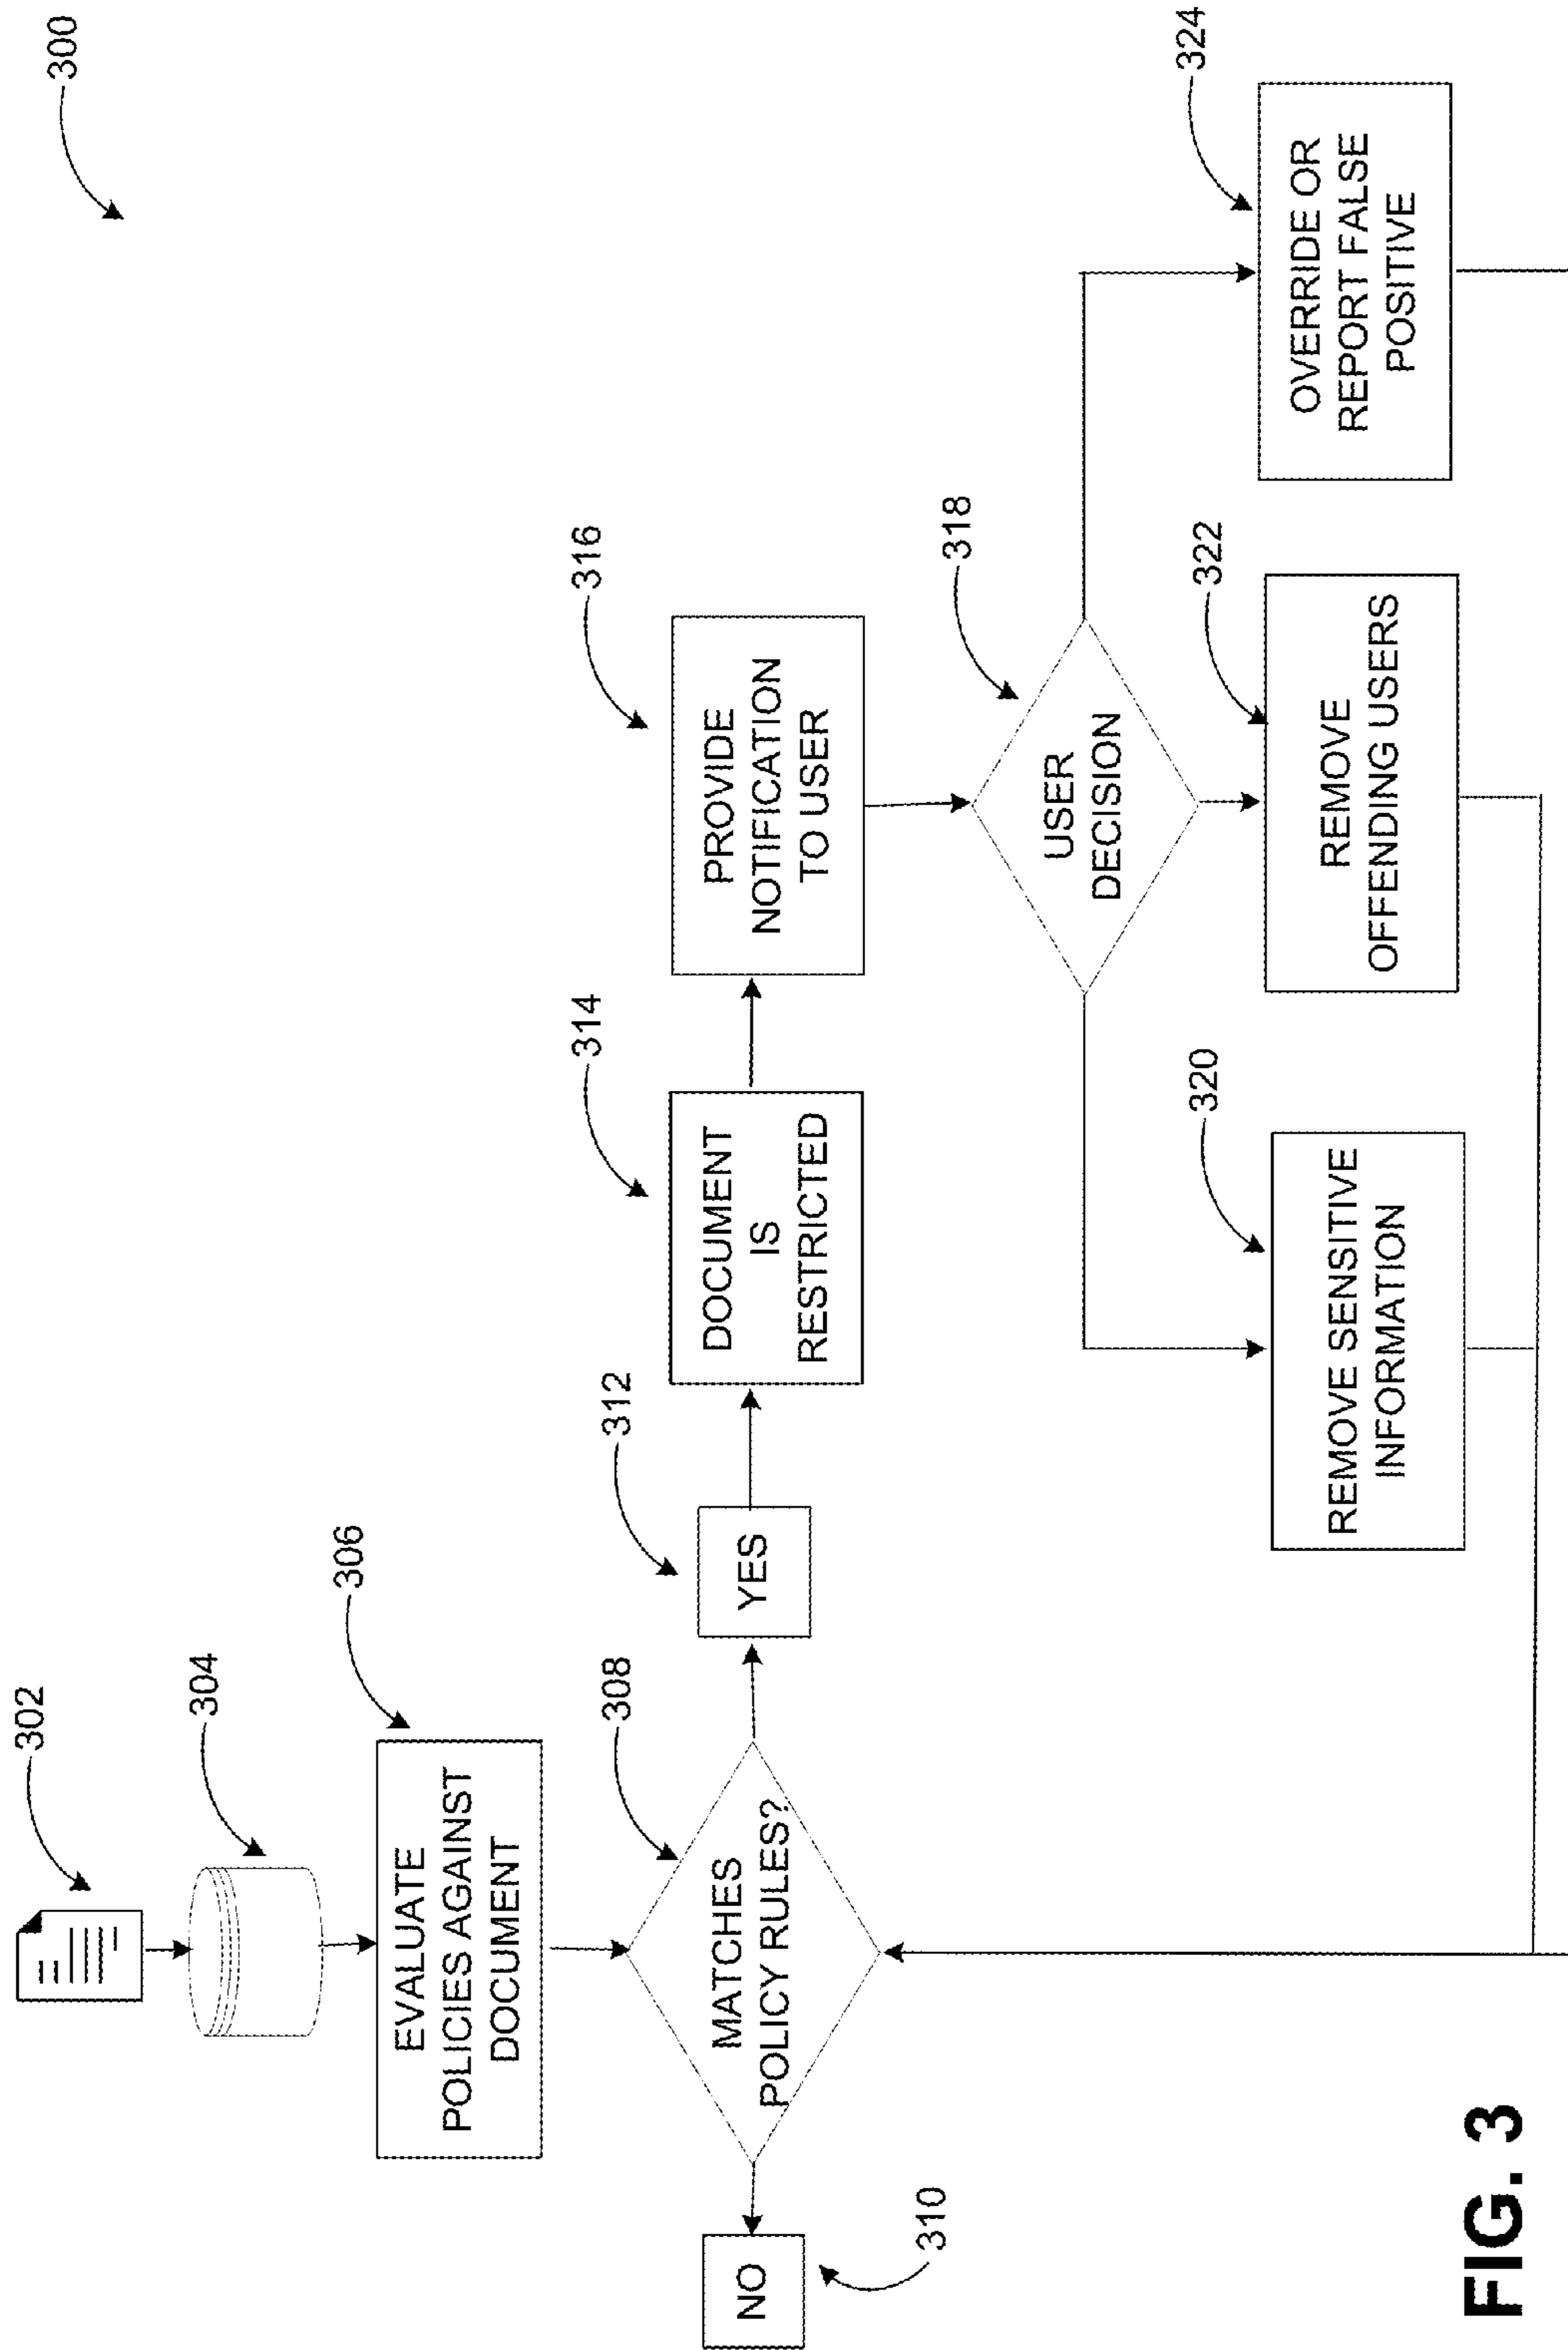 300
302
304
306
EVALUATE
POLICIES AGAINST
DOCUMENT
308
MATCHES
POLICY RULES?
NO
310
YES
312
DOCUMENT
IS
RESTRICTED
314
PROVIDE
NOTIFICATION
TO USER
316
USER
DECISION
318
REMOVE SENSITIVE
INFORMATION
320
REMOVE
OFFENDING USERS
322
OVERRIDE OR
REPORT FALSE
POSITIVE
324
FIG. 3